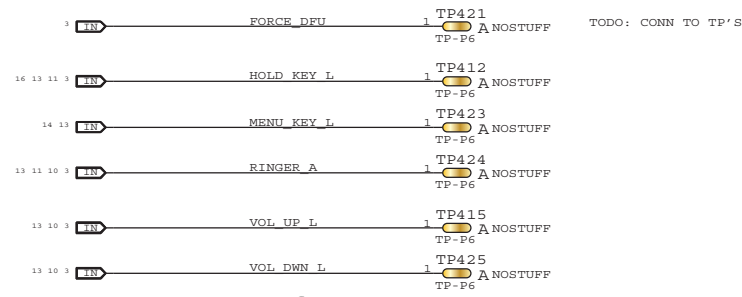 TP421
3 IN FORCE_DFU 1 A NOSTUFF TODO: CONN TO TP'S
TP-P6
TP412
16 13 11 3 IN HOLD_KEY_L 1 A NOSTUFF
TP-P6
TP423
14 13 IN MENU_KEY_L 1 A NOSTUFF
TP-P6
TP424
13 11 10 3 IN RINGER_A 1 A NOSTUFF
TP-P6
TP415
13 10 3 IN VOL_UP_L 1 A NOSTUFF
TP-P6
TP425
13 10 3 IN VOL_DWN_L 1 A NOSTUFF
TP-P6